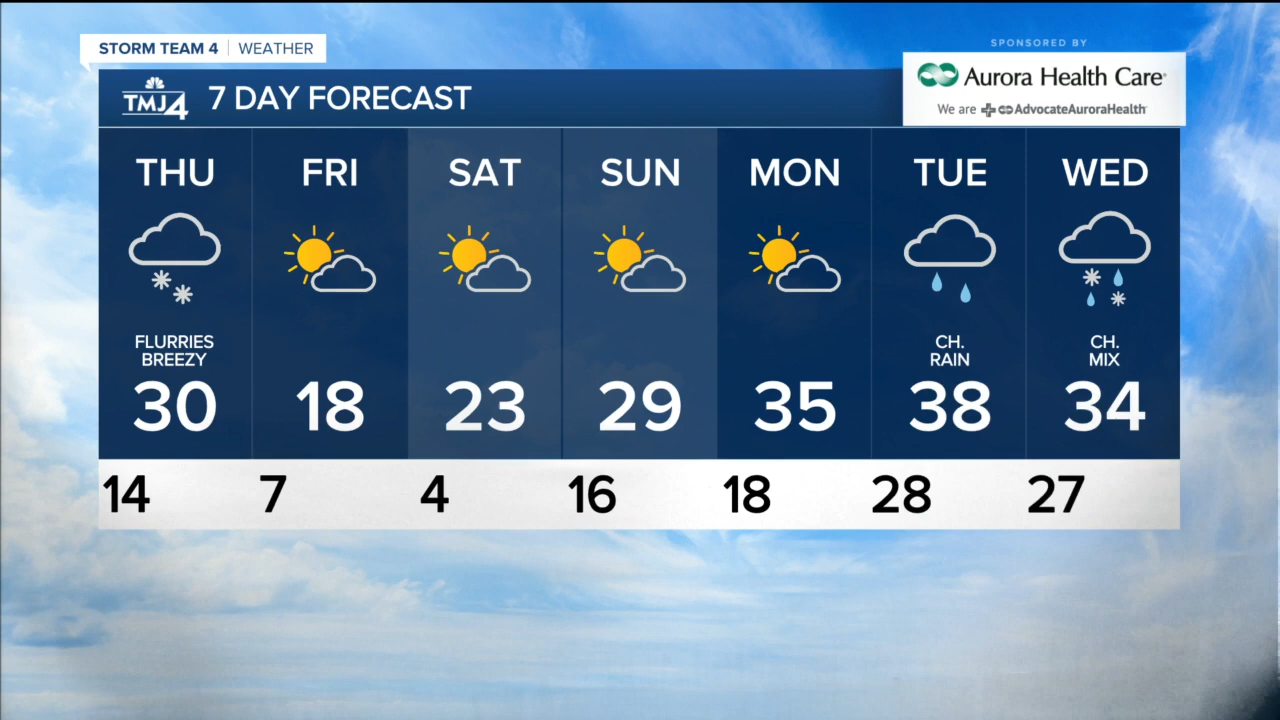 STORM TEAM 4 | WEATHER
SPONSORED BY
Aurora Health Care®
We are AdvocateAuroraHealth
TMJ4
7 DAY FORECAST
THU FRI SAT SUN MON TUE WED
FLURRIES BREEZY CH. RAIN CH. MIX
30 18 23 29 35 38 34
14 7 4 16 18 28 27